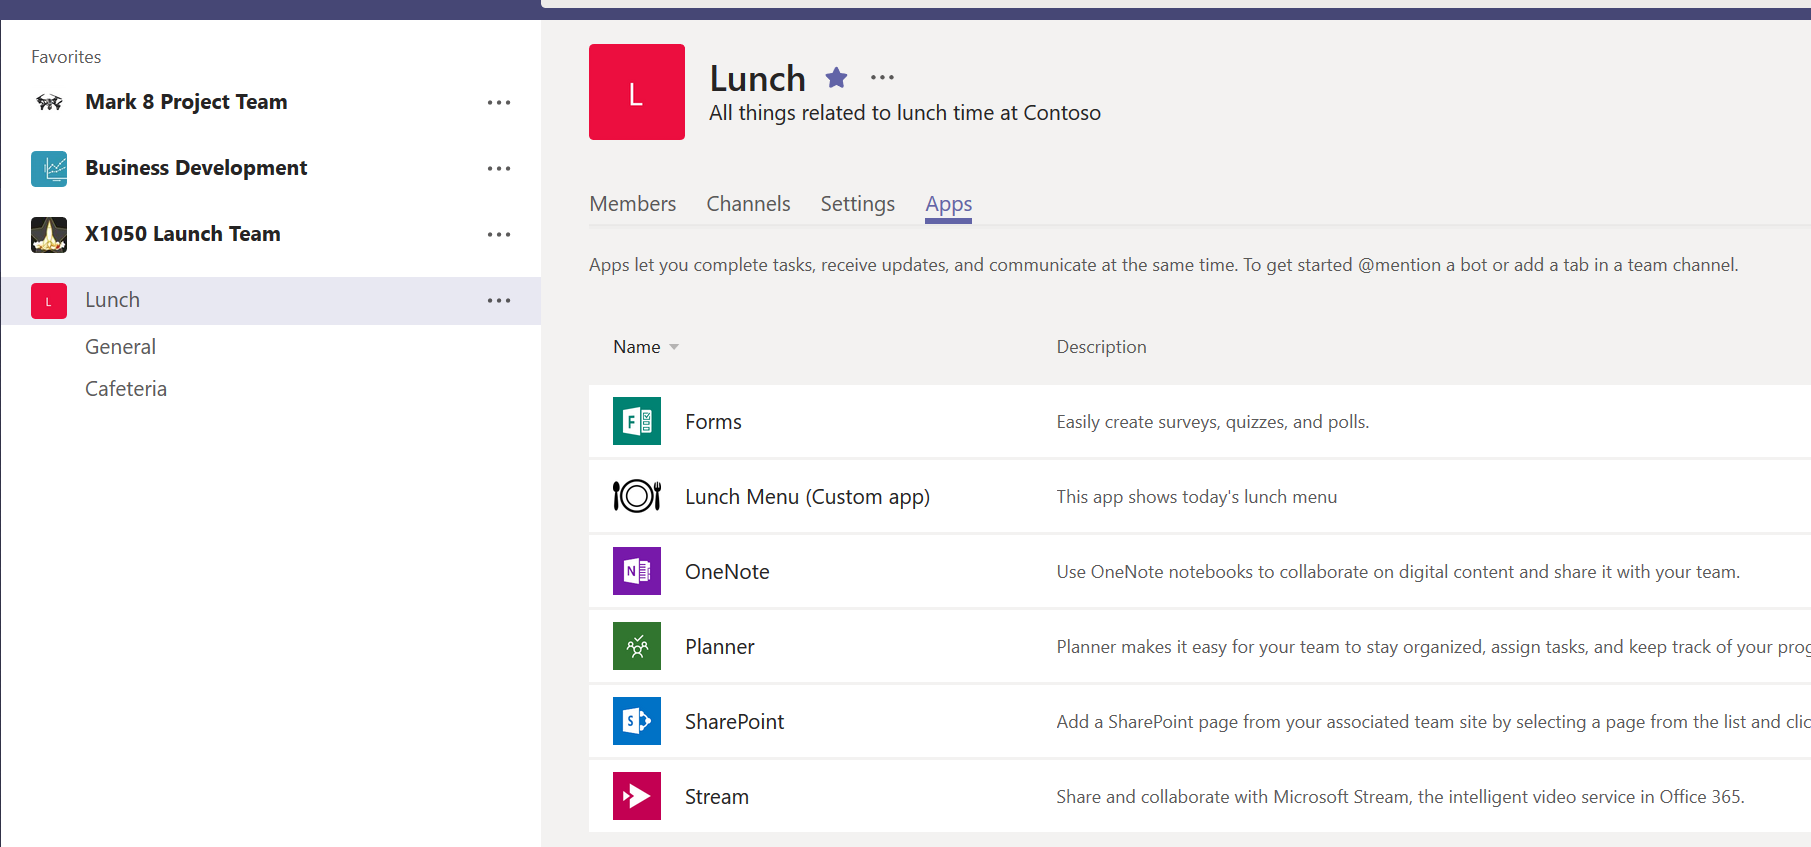 Favorites
Mark 8 Project Team
Business Development
X1050 Launch Team
L Lunch
General
Cafeteria
L
Lunch
All things related to lunch time at Contoso
Members Channels Settings Apps
Apps let you complete tasks, receive updates, and communicate at the same time. To get started @mention a bot or add a tab in a team channel.
Name Description
F Forms Easily create surveys, quizzes, and polls.
Lunch Menu (Custom app) This app shows today's lunch menu
N OneNote Use OneNote notebooks to collaborate on digital content and share it with your team.
Planner Planner makes it easy for your team to stay organized, assign tasks, and keep track of your prog
S SharePoint Add a SharePoint page from your associated team site by selecting a page from the list and clic
Stream Share and collaborate with Microsoft Stream, the intelligent video service in Office 365.